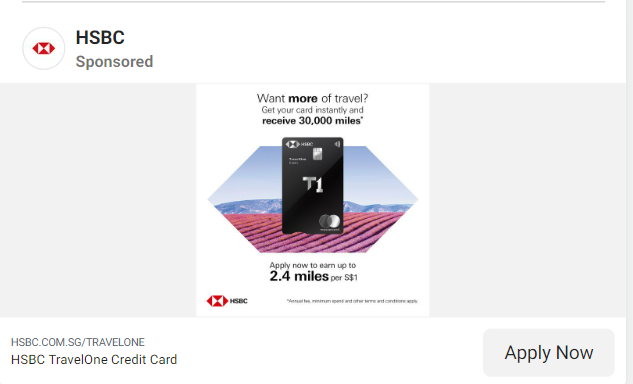 HSBC
Sponsored
Want more of travel?
Get your card instantly and
receive 30,000 miles*
HSBC
TravelOne
T1
Apply now to earn up to
2.4 miles per S$1
HSBC
*Annual fee, minimum spend and other terms and conditions apply.
HSBC.COM.SG/TRAVELONE
HSBC TravelOne Credit Card
Apply Now